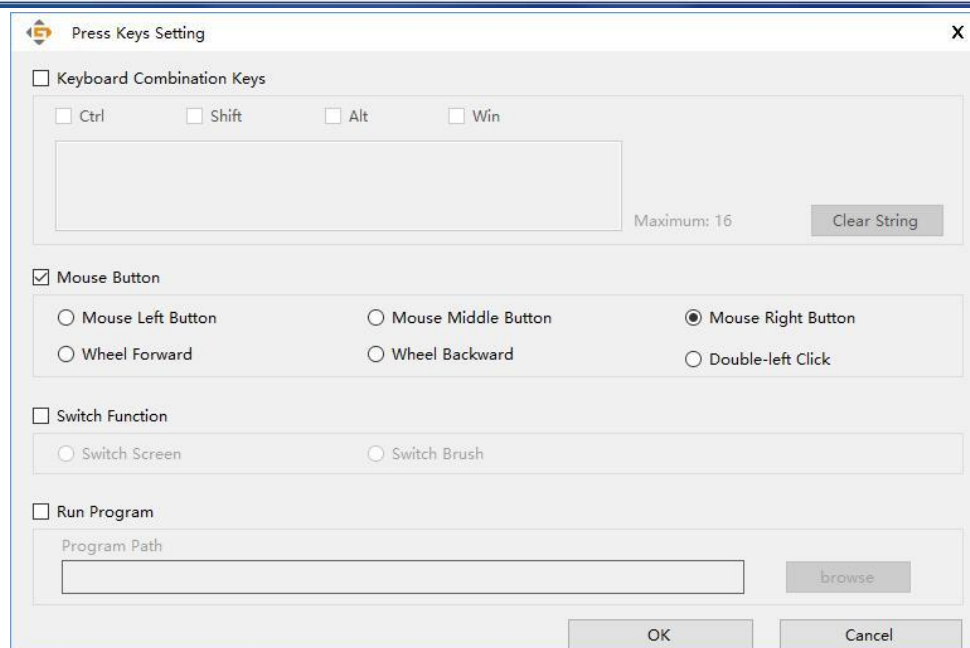 Press Keys Setting X
Keyboard Combination Keys
Ctrl Shift Alt Win
Maximum: 16 Clear String
Mouse Button
Mouse Left Button Mouse Middle Button Mouse Right Button
Wheel Forward Wheel Backward Double-left Click
Switch Function
Switch Screen Switch Brush
Run Program
Program Path
browse
OK Cancel